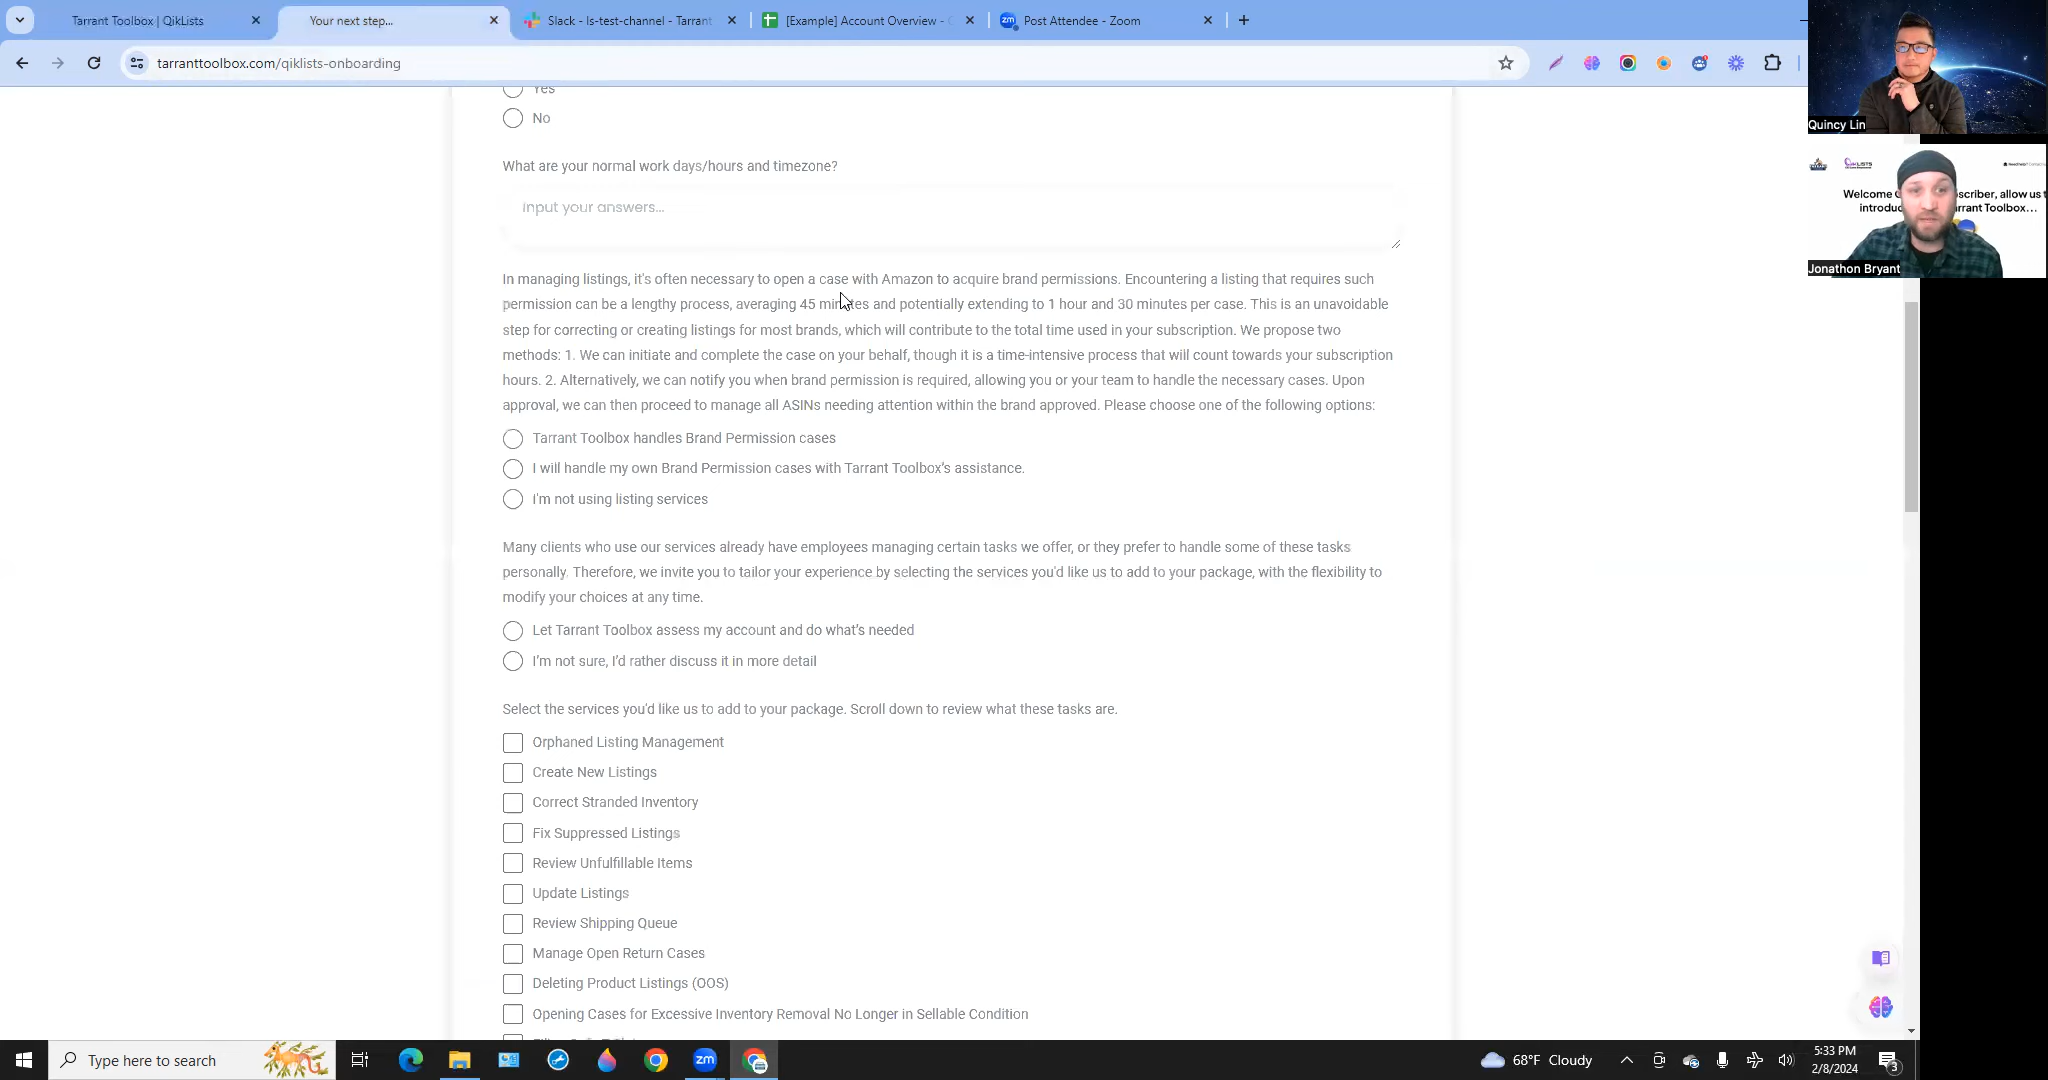 Tarrant Toolbox | QikLists
Your next step...
Slack - ls-test-channel - Tarrant
[Example] Account Overview -
Post Attendee - Zoom
tarranttoolbox.com/qiklists-onboarding
Yes
No
What are your normal work days/hours and timezone?
Input your answers...
In managing listings, it's often necessary to open a case with Amazon to acquire brand permissions. Encountering a listing that requires such
permission can be a lengthy process, averaging 45 minutes and potentially extending to 1 hour and 30 minutes per case. This is an unavoidable
step for correcting or creating listings for most brands, which will contribute to the total time used in your subscription. We propose two
methods: 1. We can initiate and complete the case on your behalf, though it is a time-intensive process that will count towards your subscription
hours. 2. Alternatively, we can notify you when brand permission is required, allowing you or your team to handle the necessary cases. Upon
approval, we can then proceed to manage all ASINs needing attention within the brand approved. Please choose one of the following options:
Tarrant Toolbox handles Brand Permission cases
I will handle my own Brand Permission cases with Tarrant Toolbox's assistance.
I'm not using listing services
Many clients who use our services already have employees managing certain tasks we offer, or they prefer to handle some of these tasks
personally. Therefore, we invite you to tailor your experience by selecting the services you'd like us to add to your package, with the flexibility to
modify your choices at any time.
Let Tarrant Toolbox assess my account and do what's needed
I'm not sure, I'd rather discuss it in more detail
Select the services you'd like us to add to your package. Scroll down to review what these tasks are.
Orphaned Listing Management
Create New Listings
Correct Stranded Inventory
Fix Suppressed Listings
Review Unfulfillable Items
Update Listings
Review Shipping Queue
Manage Open Return Cases
Deleting Product Listings (OOS)
Opening Cases for Excessive Inventory Removal No Longer in Sellable Condition
Quincy Lin
LISTS
Welcome
scriber, allow us t
introduc
rrant Toolbox...
Jonathon Bryant
Type here to search
zm
68°F Cloudy
5:33 PM
2/8/2024
3